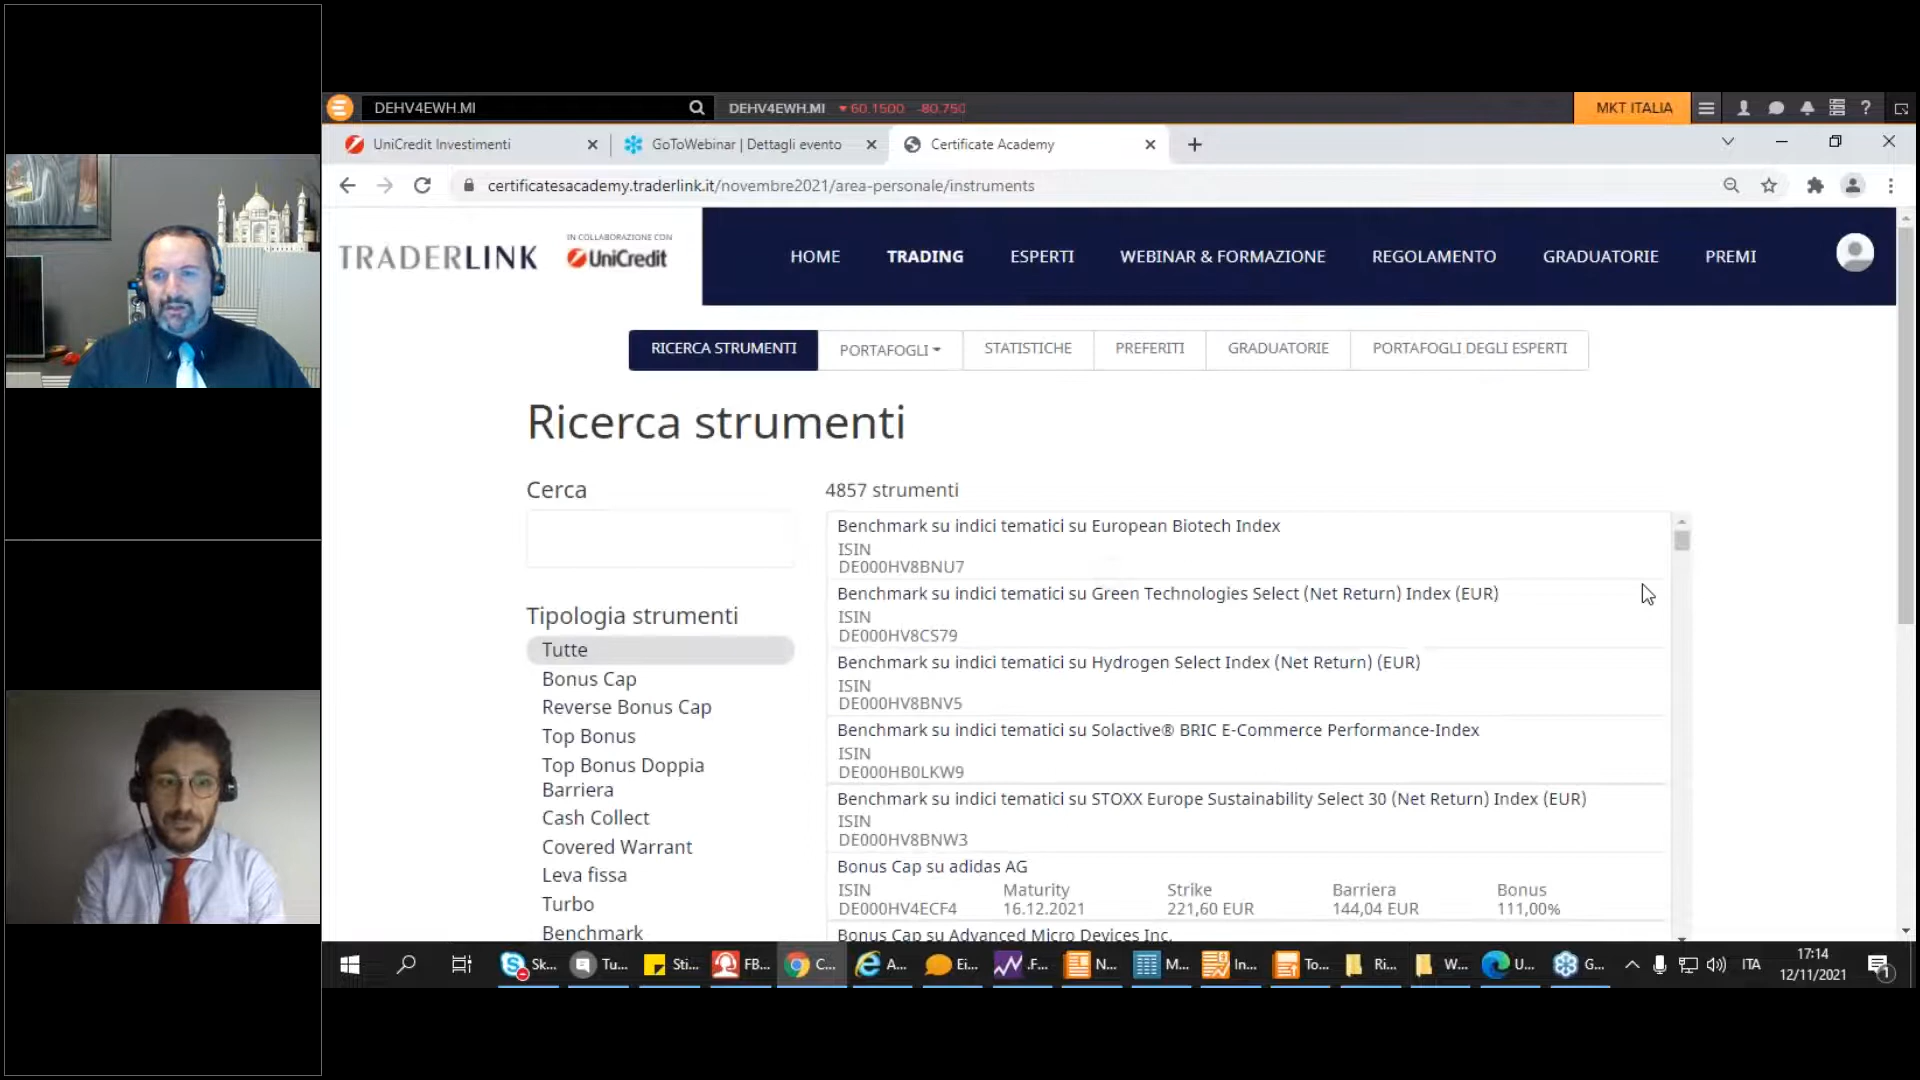 DEHV4EWH.MI
DEHV4EWH.MI ▾60.1500 -80.750
MKT ITALIA
UniCredit Investimenti
GoToWebinar | Dettagli evento
Certificate Academy
certificatesacademy.traderlink.it/novembre2021/area-personale/instruments
TRADERLINK
IN COLLABORAZIONE CON
UniCredit
HOME
TRADING
ESPERTI
WEBINAR & FORMAZIONE
REGOLAMENTO
GRADUATORIE
PREMI
RICERCA STRUMENTI
PORTAFOGLI
STATISTICHE
PREFERITI
GRADUATORIE
PORTAFOGLI DEGLI ESPERTI
Ricerca strumenti
Cerca
Tipologia strumenti
Tutte
Bonus Cap
Reverse Bonus Cap
Top Bonus
Top Bonus Doppia
Barriera
Cash Collect
Covered Warrant
Leva fissa
Turbo
Benchmark
4857 strumenti
Benchmark su indici tematici su European Biotech Index
ISIN
DE000HV8BNU7
Benchmark su indici tematici su Green Technologies Select (Net Return) Index (EUR)
ISIN
DE000HV8CS79
Benchmark su indici tematici su Hydrogen Select Index (Net Return) (EUR)
ISIN
DE000HV8BNV5
Benchmark su indici tematici su Solactive® BRIC E-Commerce Performance-Index
ISIN
DE000HB0LKW9
Benchmark su indici tematici su STOXX Europe Sustainability Select 30 (Net Return) Index (EUR)
ISIN
DE000HV8BNW3
Bonus Cap su adidas AG
ISIN Maturity Strike Barriera Bonus
DE000HV4ECF4 16.12.2021 221,60 EUR 144,04 EUR 111,00%
Bonus Cap su Advanced Micro Devices Inc.
Sk...
Tu...
Sti...
FB...
C...
A...
Ei...
.F...
N...
M...
In...
To...
Ri...
W...
U...
G...
ITA
17:14
12/11/2021
1